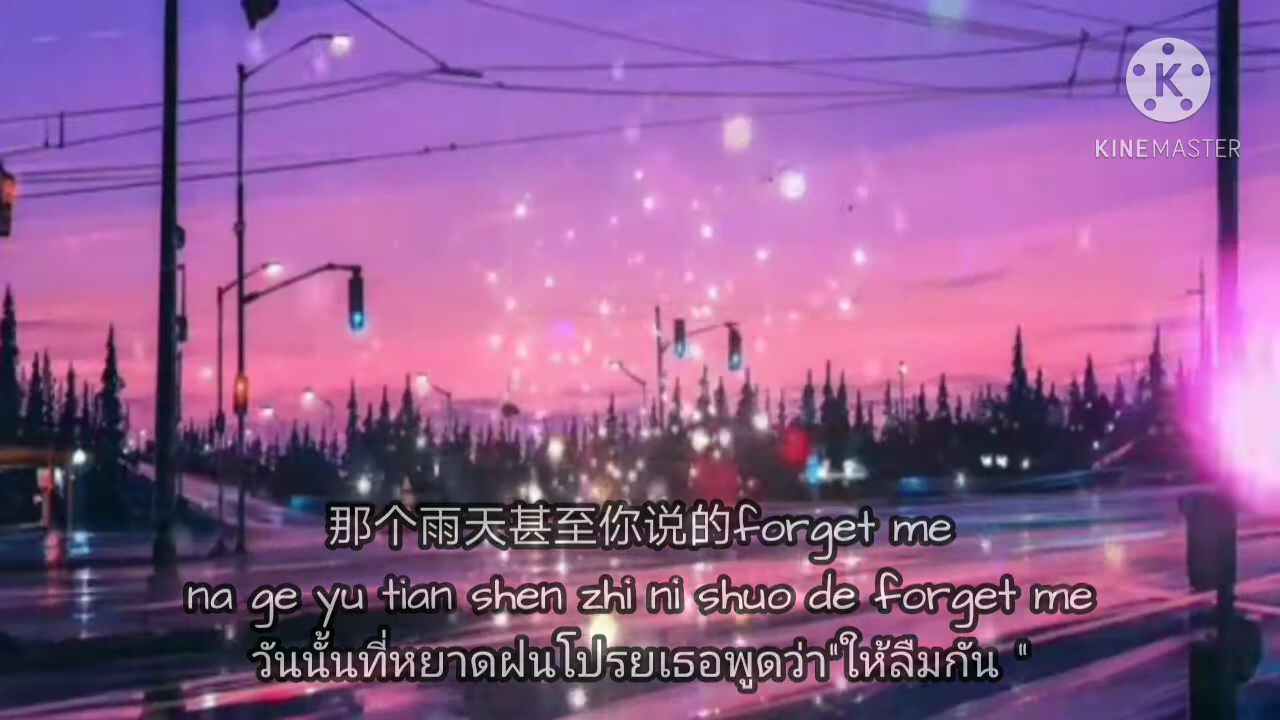 K
KINEMASTER
那个雨天甚至你说的forget me
na ge yu tian shen zhi ni shuo de forget me
วันนั้นที่หยาดฝนโปรยเธอพูดว่า"ให้ลืมกัน "